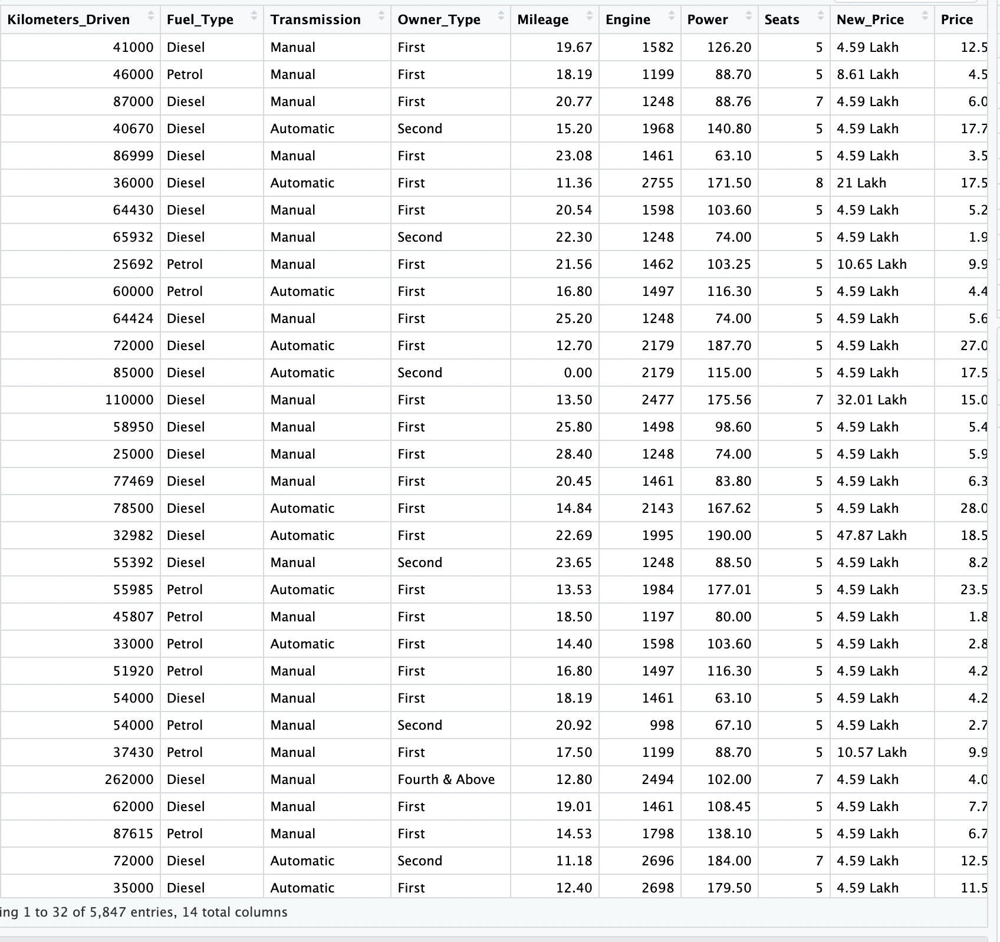 Kilometers_Driven Fuel_Type Transmission Owner_Type Mileage Engine Power Seats New_Price Price
41000 Diesel Manual First 19.67 1582 126.20 5 4.59 Lakh 12.5
46000 Petrol Manual First 18.19 1199 88.70 5 8.61 Lakh 4.5
87000 Diesel Manual First 20.77 1248 88.76 7 4.59 Lakh 6.0
40670 Diesel Automatic Second 15.20 1968 140.80 5 4.59 Lakh 17.7
86999 Diesel Manual First 23.08 1461 63.10 5 4.59 Lakh 3.5
36000 Diesel Automatic First 11.36 2755 171.50 8 21 Lakh 17.5
64430 Diesel Manual First 20.54 1598 103.60 5 4.59 Lakh 5.2
65932 Diesel Manual Second 22.30 1248 74.00 5 4.59 Lakh 1.9
25692 Petrol Manual First 21.56 1462 103.25 5 10.65 Lakh 9.9
60000 Petrol Automatic First 16.80 1497 116.30 5 4.59 Lakh 4.4
64424 Diesel Manual First 25.20 1248 74.00 5 4.59 Lakh 5.6
72000 Diesel Automatic First 12.70 2179 187.70 5 4.59 Lakh 27.0
85000 Diesel Automatic Second 0.00 2179 115.00 5 4.59 Lakh 17.5
110000 Diesel Manual First 13.50 2477 175.56 7 32.01 Lakh 15.0
58950 Diesel Manual First 25.80 1498 98.60 5 4.59 Lakh 5.4
25000 Diesel Manual First 28.40 1248 74.00 5 4.59 Lakh 5.9
77469 Diesel Manual First 20.45 1461 83.80 5 4.59 Lakh 6.3
78500 Diesel Automatic First 14.84 2143 167.62 5 4.59 Lakh 28.0
32982 Diesel Automatic First 22.69 1995 190.00 5 47.87 Lakh 18.5
55392 Diesel Manual Second 23.65 1248 88.50 5 4.59 Lakh 8.2
55985 Petrol Automatic First 13.53 1984 177.01 5 4.59 Lakh 23.5
45807 Petrol Manual First 18.50 1197 80.00 5 4.59 Lakh 1.8
33000 Petrol Automatic First 14.40 1598 103.60 5 4.59 Lakh 2.8
51920 Petrol Manual First 16.80 1497 116.30 5 4.59 Lakh 4.2
54000 Diesel Manual First 18.19 1461 63.10 5 4.59 Lakh 4.2
54000 Petrol Manual Second 20.92 998 67.10 5 4.59 Lakh 2.7
37430 Petrol Manual First 17.50 1199 88.70 5 10.57 Lakh 9.9
262000 Diesel Manual Fourth & Above 12.80 2494 102.00 7 4.59 Lakh 4.0
62000 Diesel Manual First 19.01 1461 108.45 5 4.59 Lakh 7.7
87615 Petrol Manual First 14.53 1798 138.10 5 4.59 Lakh 6.7
72000 Diesel Automatic Second 11.18 2696 184.00 7 4.59 Lakh 12.5
35000 Diesel Automatic First 12.40 2698 179.50 5 4.59 Lakh 11.5
ing 1 to 32 of 5,847 entries, 14 total columns